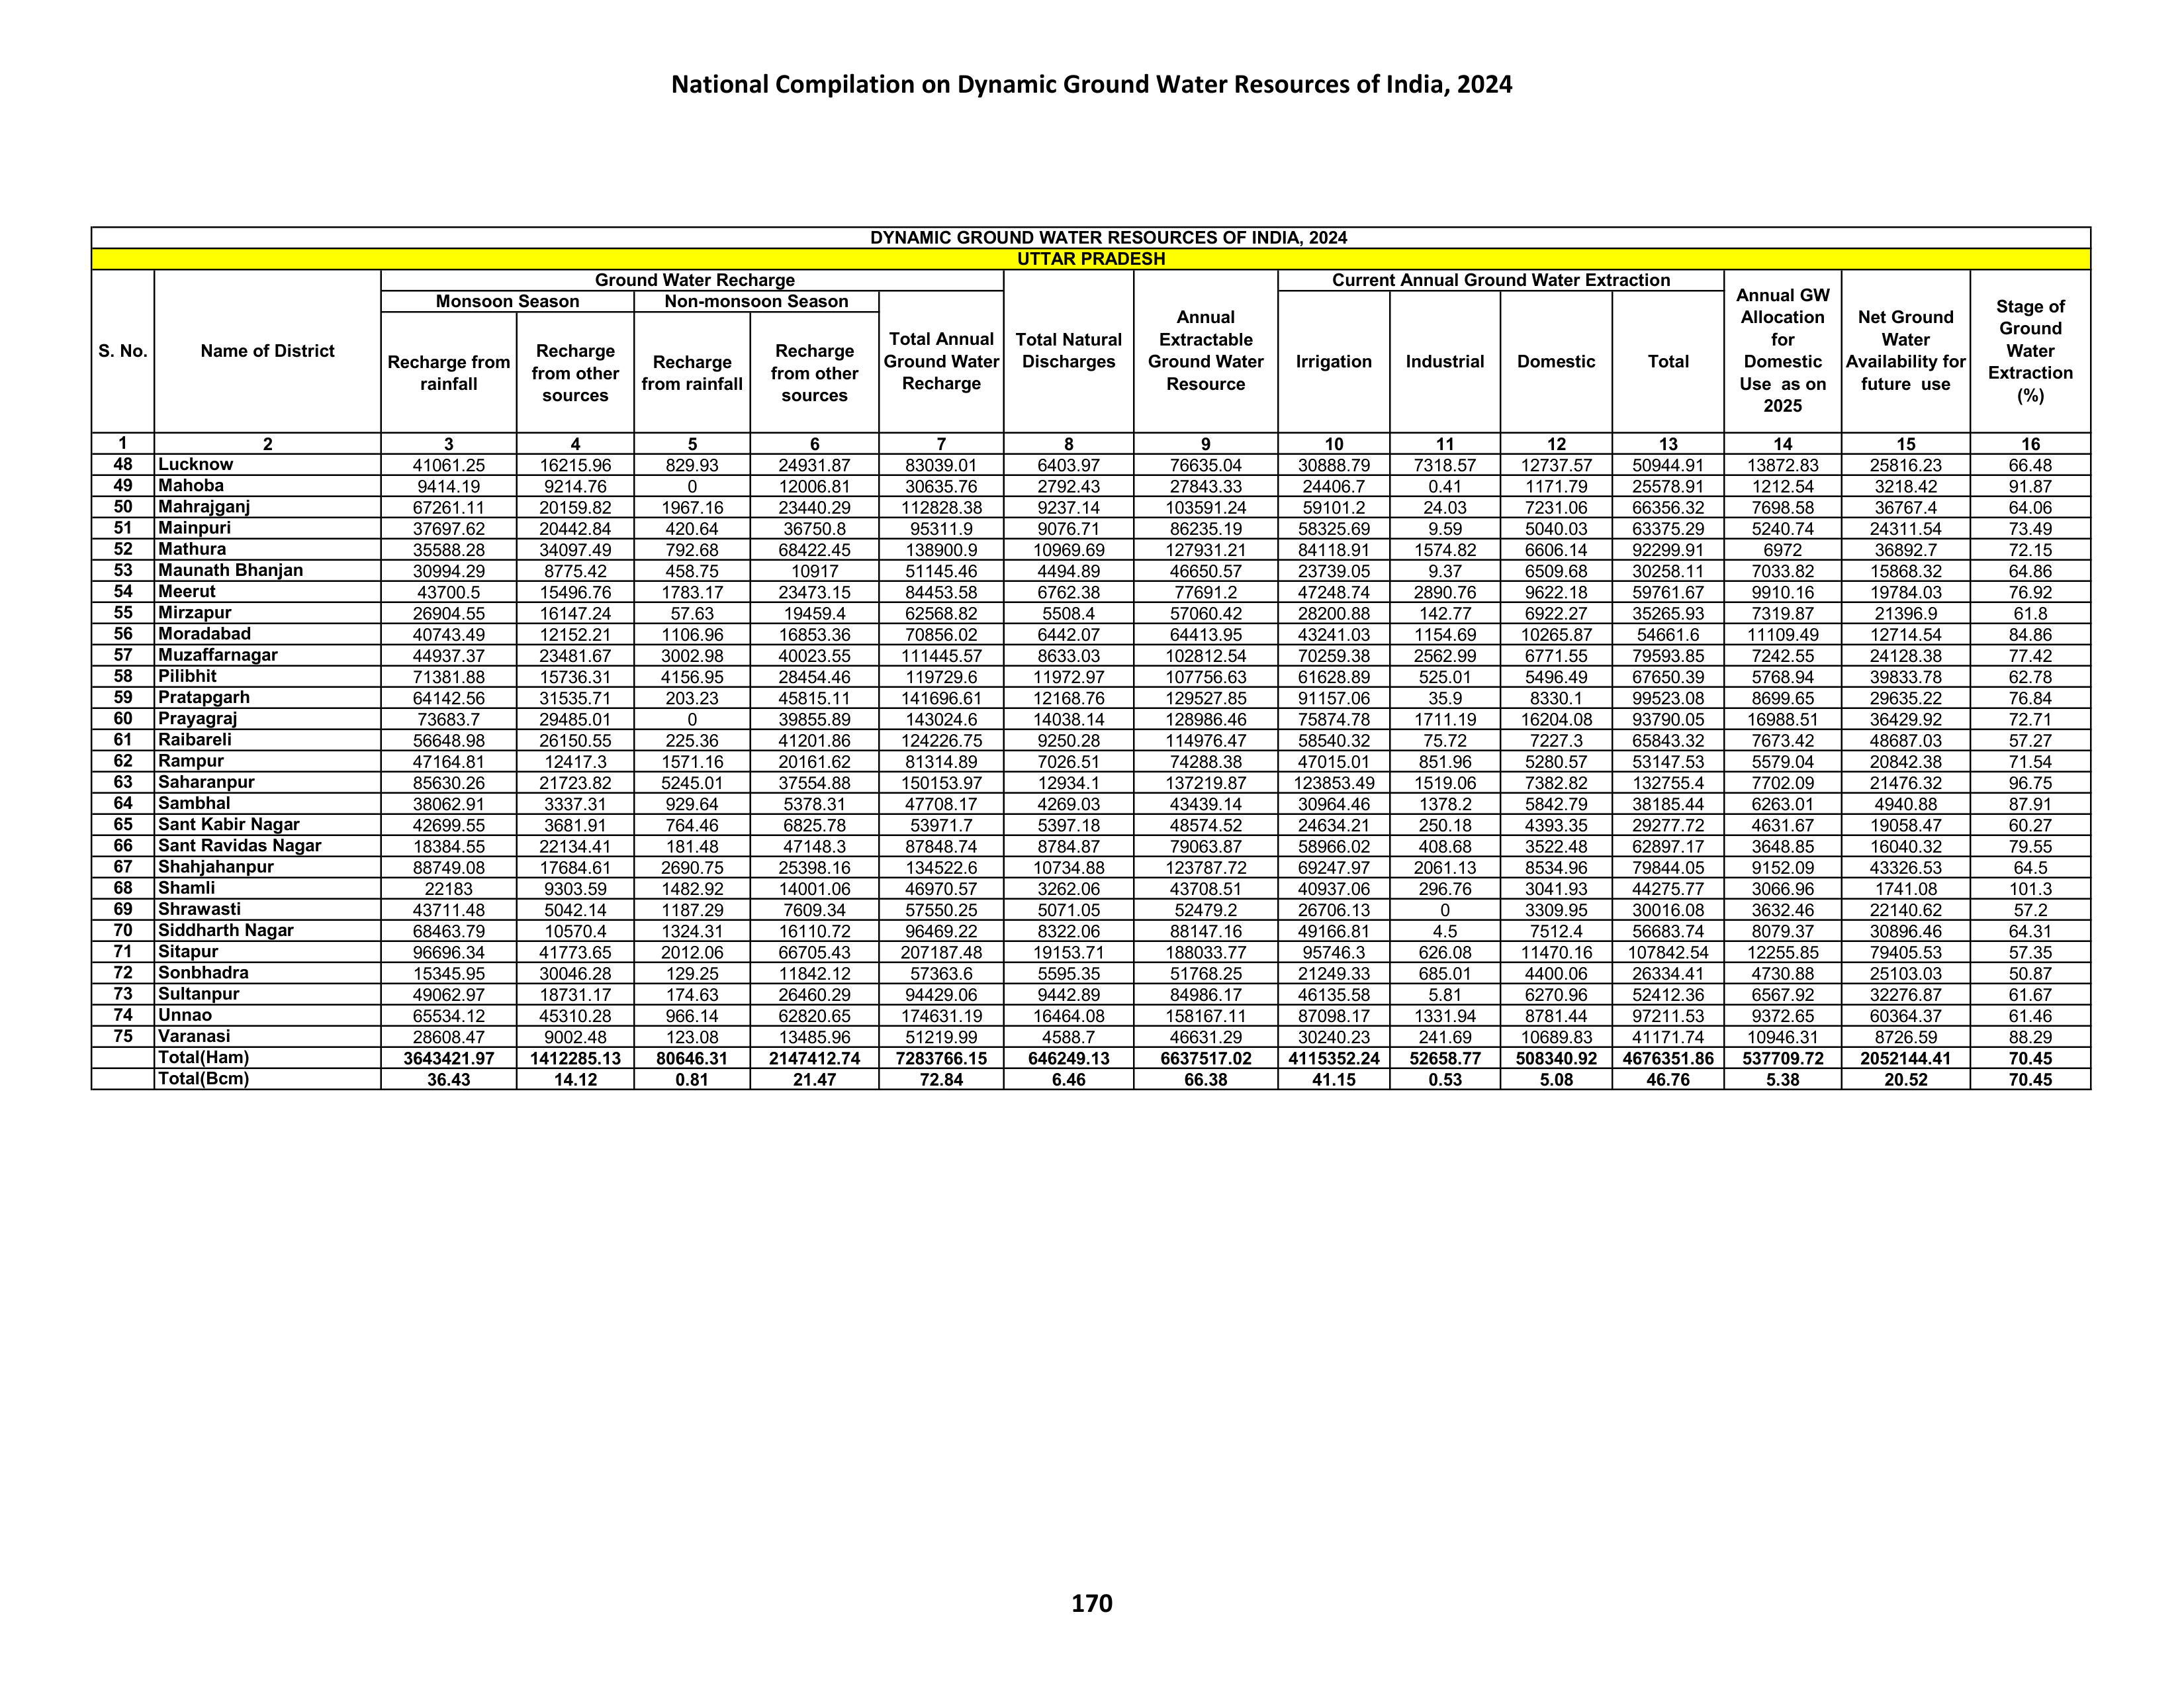 National Compilation on Dynamic Ground Water Resources of India, 2024
DYNAMIC GROUND WATER RESOURCES OF INDIA, 2024
UTTAR PRADESH
S. No. Name of District Ground Water Recharge Total Natural Discharges Annual Extractable Ground Water Resource Current Annual Ground Water Extraction Annual GW Allocation for Domestic Use as on 2025 Net Ground Water Availability for future use Stage of Ground Water Extraction (%)
Monsoon Season Non-monsoon Season Total Annual Ground Water Recharge Irrigation Industrial Domestic Total
Recharge from rainfall Recharge from other sources Recharge from rainfall Recharge from other sources
1 2 3 4 5 6 7 8 9 10 11 12 13 14 15 16
48 Lucknow 41061.25 16215.96 829.93 24931.87 83039.01 6403.97 76635.04 30888.79 7318.57 12737.57 50944.91 13872.83 25816.23 66.48
49 Mahoba 9414.19 9214.76 0 12006.81 30635.76 2792.43 27843.33 24406.7 0.41 1171.79 25578.91 1212.54 3218.42 91.87
50 Mahrajganj 67261.11 20159.82 1967.16 23440.29 112828.38 9237.14 103591.24 59101.2 24.03 7231.06 66356.32 7698.58 36767.4 64.06
51 Mainpuri 37697.62 20442.84 420.64 36750.8 95311.9 9076.71 86235.19 58325.69 9.59 5040.03 63375.29 5240.74 24311.54 73.49
52 Mathura 35588.28 34097.49 792.68 68422.45 138900.9 10969.69 127931.21 84118.91 1574.82 6606.14 92299.91 6972 36892.7 72.15
53 Maunath Bhanjan 30994.29 8775.42 458.75 10917 51145.46 4494.89 46650.57 23739.05 9.37 6509.68 30258.11 7033.82 15868.32 64.86
54 Meerut 43700.5 15496.76 1783.17 23473.15 84453.58 6762.38 77691.2 47248.74 2890.76 9622.18 59761.67 9910.16 19784.03 76.92
55 Mirzapur 26904.55 16147.24 57.63 19459.4 62568.82 5508.4 57060.42 28200.88 142.77 6922.27 35265.93 7319.87 21396.9 61.8
56 Moradabad 40743.49 12152.21 1106.96 16853.36 70856.02 6442.07 64413.95 43241.03 1154.69 10265.87 54661.6 11109.49 12714.54 84.86
57 Muzaffarnagar 44937.37 23481.67 3002.98 40023.55 111445.57 8633.03 102812.54 70259.38 2562.99 6771.55 79593.85 7242.55 24128.38 77.42
58 Pilibhit 71381.88 15736.31 4156.95 28454.46 119729.6 11972.97 107756.63 61628.89 525.01 5496.49 67650.39 5768.94 39833.78 62.78
59 Pratapgarh 64142.56 31535.71 203.23 45815.11 141696.61 12168.76 129527.85 91157.06 35.9 8330.1 99523.08 8699.65 29635.22 76.84
60 Prayagraj 73683.7 29485.01 0 39855.89 143024.6 14038.14 128986.46 75874.78 1711.19 16204.08 93790.05 16988.51 36429.92 72.71
61 Raibareli 56648.98 26150.55 225.36 41201.86 124226.75 9250.28 114976.47 58540.32 75.72 7227.3 65843.32 7673.42 48687.03 57.27
62 Rampur 47164.81 12417.3 1571.16 20161.62 81314.89 7026.51 74288.38 47015.01 851.96 5280.57 53147.53 5579.04 20842.38 71.54
63 Saharanpur 85630.26 21723.82 5245.01 37554.88 150153.97 12934.1 137219.87 123853.49 1519.06 7382.82 132755.4 7702.09 21476.32 96.75
64 Sambhal 38062.91 3337.31 929.64 5378.31 47708.17 4269.03 43439.14 30964.46 1378.2 5842.79 38185.44 6263.01 4940.88 87.91
65 Sant Kabir Nagar 42699.55 3681.91 764.46 6825.78 53971.7 5397.18 48574.52 24634.21 250.18 4393.35 29277.72 4631.67 19058.47 60.27
66 Sant Ravidas Nagar 18384.55 22134.41 181.48 47148.3 87848.74 8784.87 79063.87 58966.02 408.68 3522.48 62897.17 3648.85 16040.32 79.55
67 Shahjahanpur 88749.08 17684.61 2690.75 25398.16 134522.6 10734.88 123787.72 69247.97 2061.13 8534.96 79844.05 9152.09 43326.53 64.5
68 Shamli 22183 9303.59 1482.92 14001.06 46970.57 3262.06 43708.51 40937.06 296.76 3041.93 44275.77 3066.96 1741.08 101.3
69 Shrawasti 43711.48 5042.14 1187.29 7609.34 57550.25 5071.05 52479.2 26706.13 0 3309.95 30016.08 3632.46 22140.62 57.2
70 Siddharth Nagar 68463.79 10570.4 1324.31 16110.72 96469.22 8322.06 88147.16 49166.81 4.5 7512.4 56683.74 8079.37 30896.46 64.31
71 Sitapur 96696.34 41773.65 2012.06 66705.43 207187.48 19153.71 188033.77 95746.3 626.08 11470.16 107842.54 12255.85 79405.53 57.35
72 Sonbhadra 15345.95 30046.28 129.25 11842.12 57363.6 5595.35 51768.25 21249.33 685.01 4400.06 26334.41 4730.88 25103.03 50.87
73 Sultanpur 49062.97 18731.17 174.63 26460.29 94429.06 9442.89 84986.17 46135.58 5.81 6270.96 52412.36 6567.92 32276.87 61.67
74 Unnao 65534.12 45310.28 966.14 62820.65 174631.19 16464.08 158167.11 87098.17 1331.94 8781.44 97211.53 9372.65 60364.37 61.46
75 Varanasi 28608.47 9002.48 123.08 13485.96 51219.99 4588.7 46631.29 30240.23 241.69 10689.83 41171.74 10946.31 8726.59 88.29
Total(Ham) 3643421.97 1412285.13 80646.31 2147412.74 7283766.15 646249.13 6637517.02 4115352.24 52658.77 508340.92 4676351.86 537709.72 2052144.41 70.45
Total(Bcm) 36.43 14.12 0.81 21.47 72.84 6.46 66.38 41.15 0.53 5.08 46.76 5.38 20.52 70.45
170